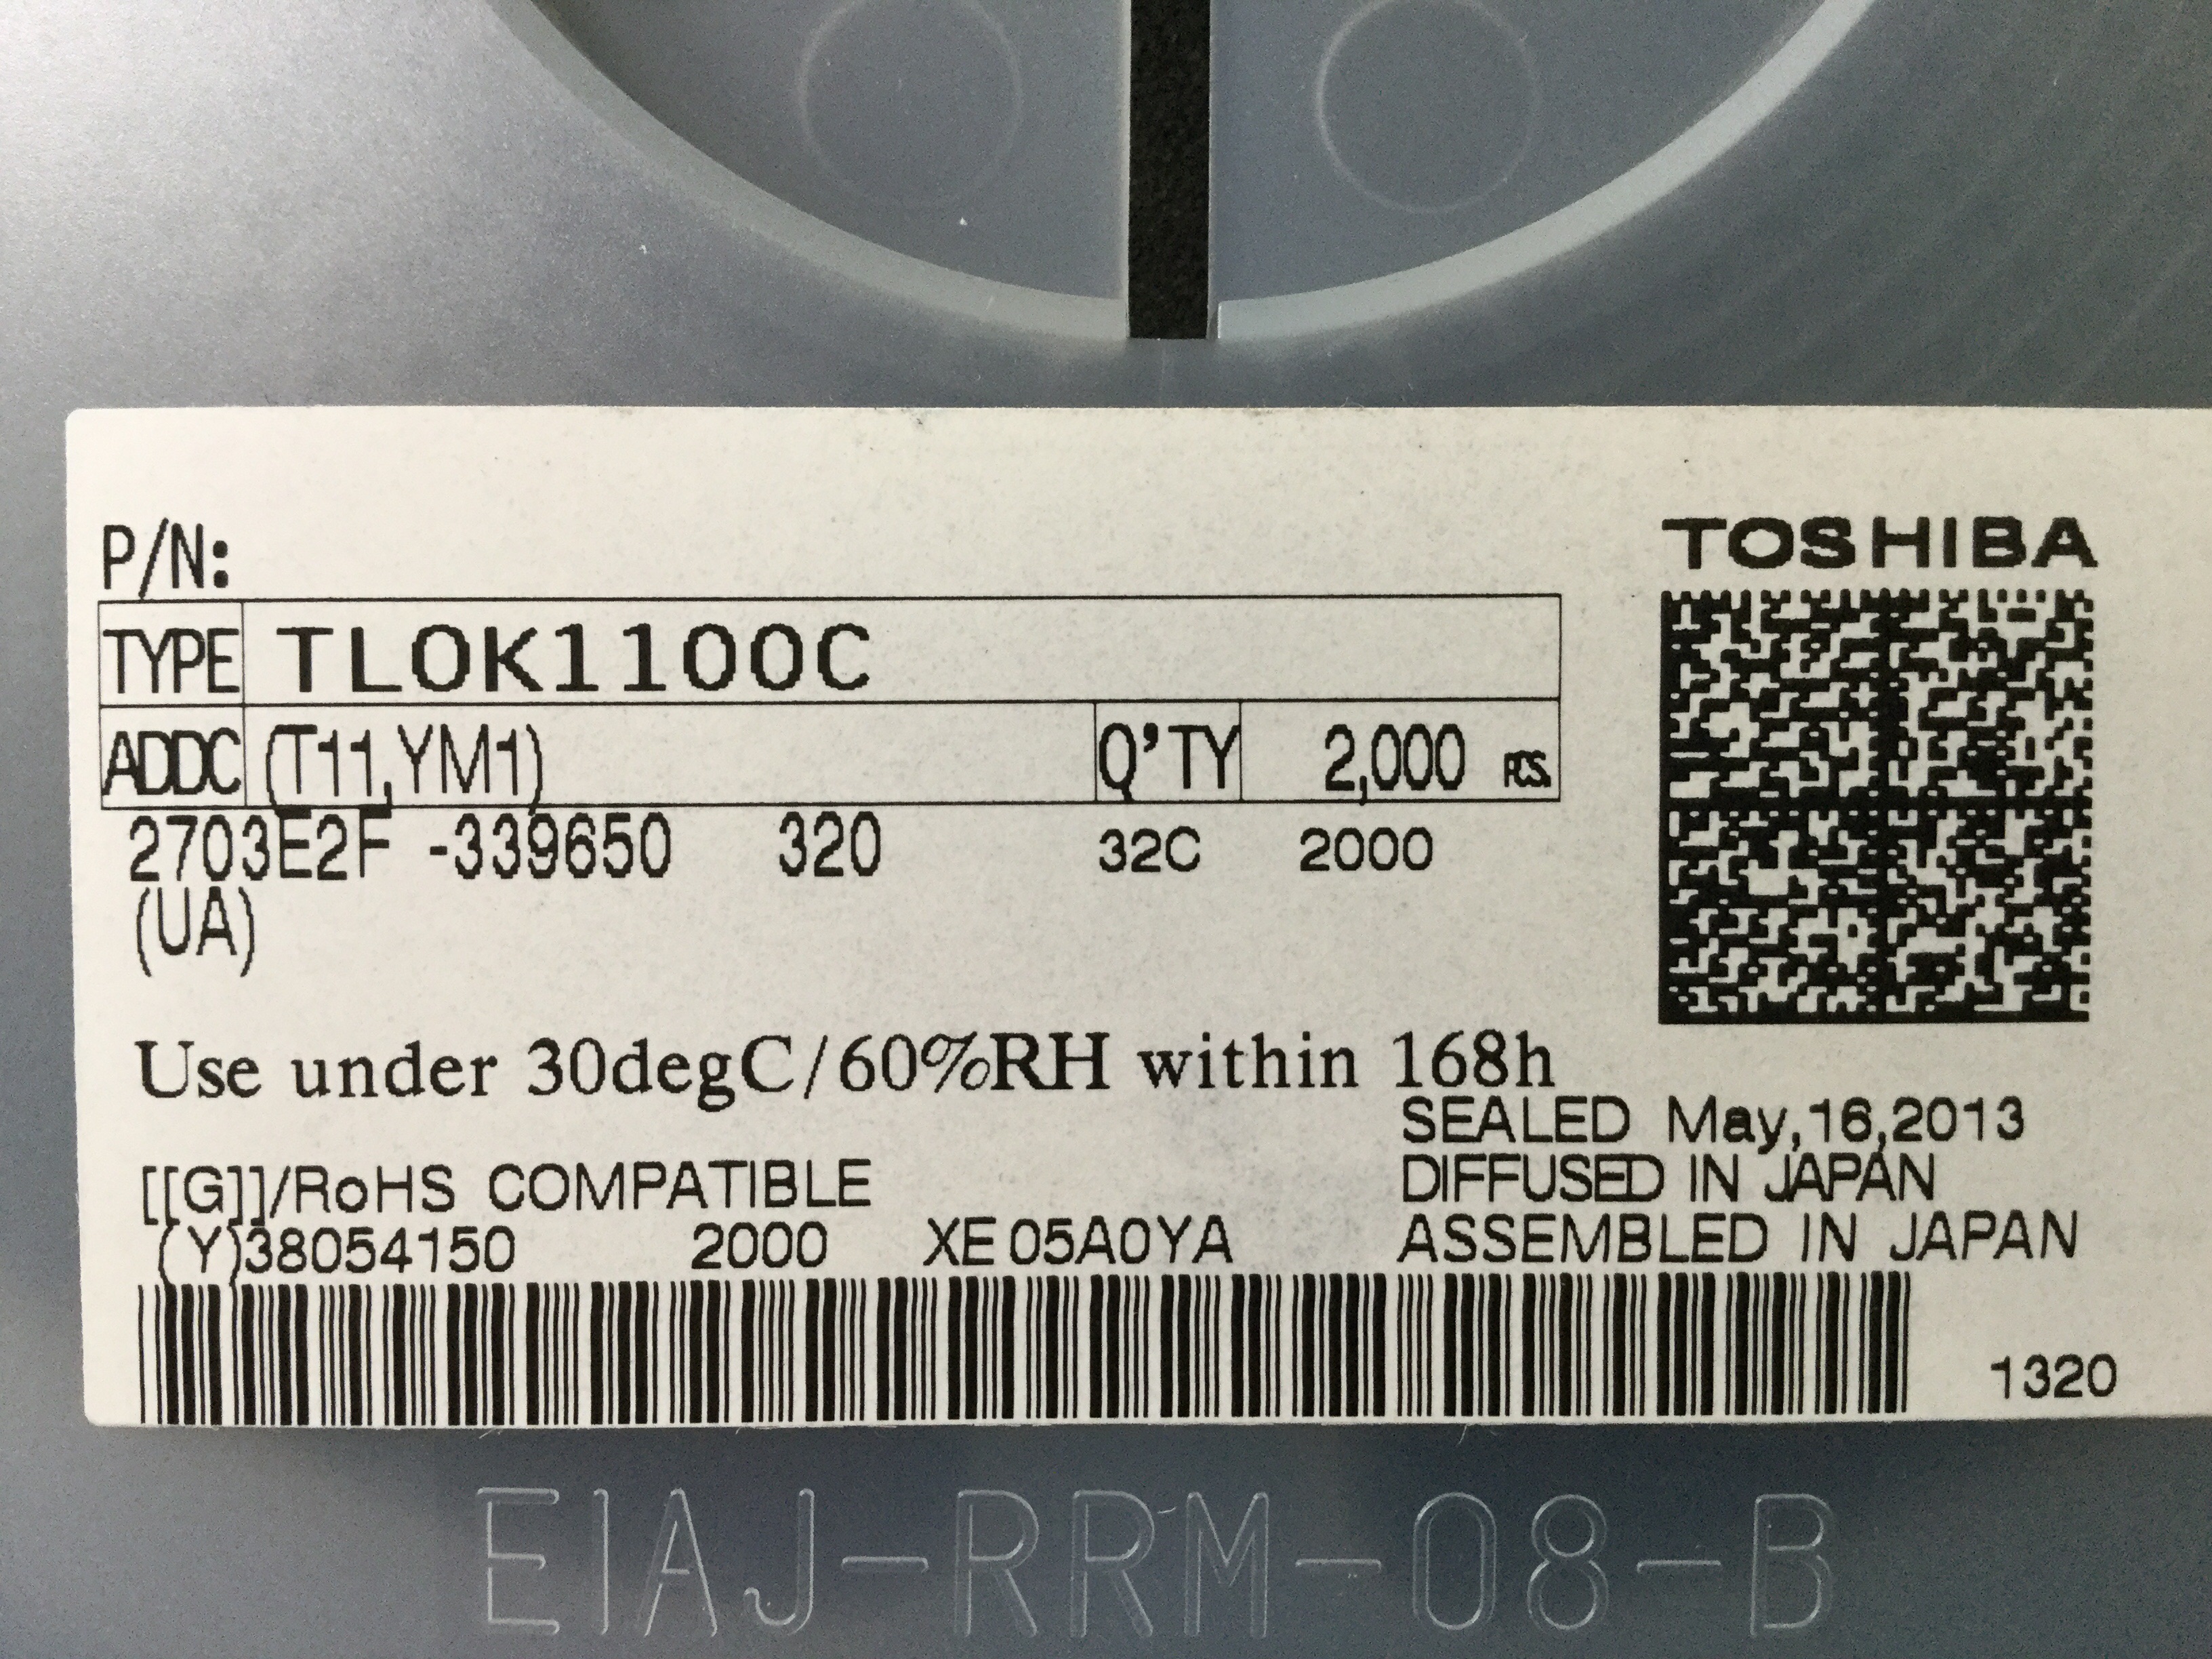 P/N:
TOSHIBA
TYPE TLOK1100C
ADDC (T11,YM1) Q'TY 2,000 PCS.
2703E2F -339650 320 32C 2000
(UA)
Use under 30degC/60%RH within 168h
SEALED May,16,2013
[[G]]/RoHS COMPATIBLE DIFFUSED IN JAPAN
(Y)38054150 2000 XE05A0YA ASSEMBLED IN JAPAN
1320
EIAJ-RRM-08-B